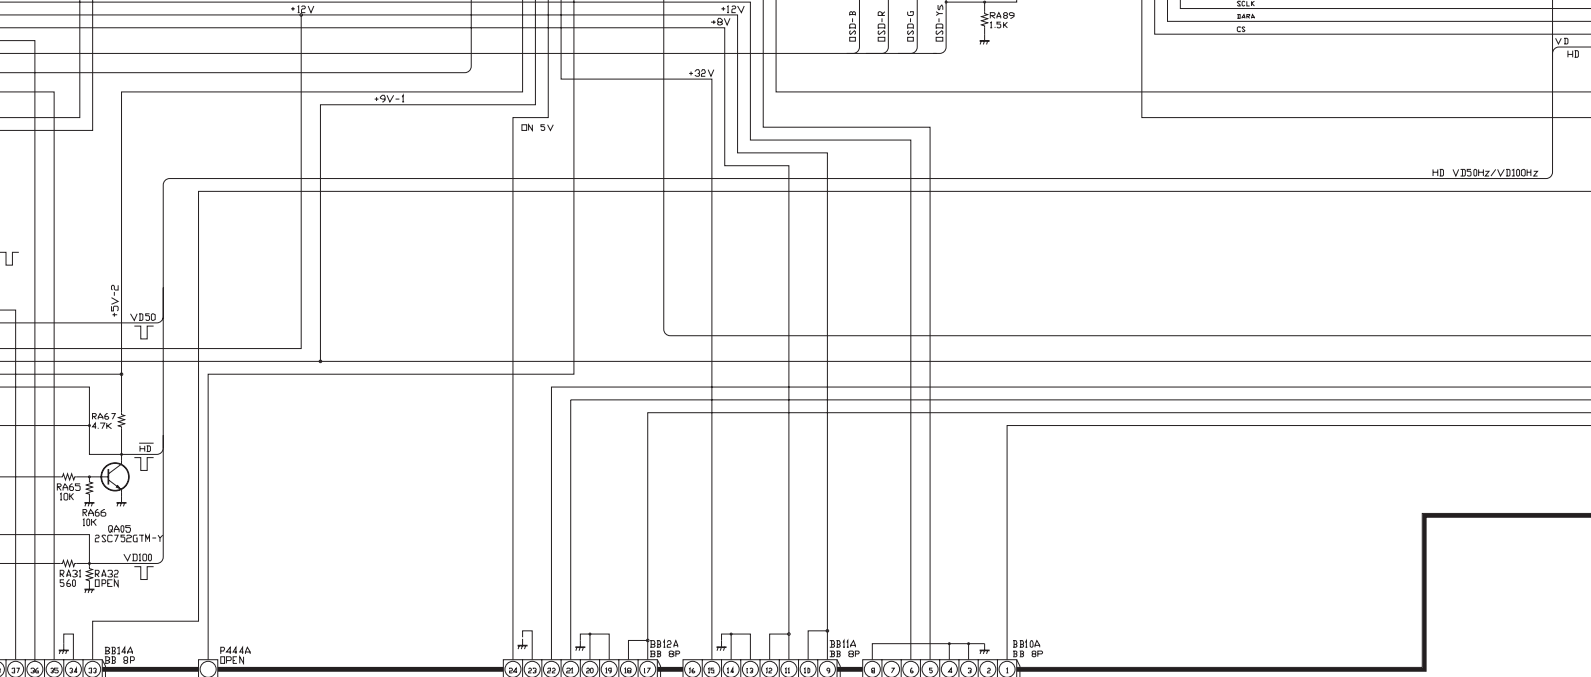 +12V
+12V
+8V
OSD-B
OSD-R
OSD-G
OSD-Ys
RA89
1.5K
SCLK
DARA
CS
VD
HD
+32V
+9V-1
ON 5V
HD VD50Hz/VD100Hz
+5V-2
VD50
RA67
4.7K
HD
RA65
10K
RA66
10K
QA05
2SC752GTM-Y
VD100
RA31
560
RA32
OPEN
BB14A
BB 8P
P444A
OPEN
BB12A
BB 8P
BB11A
BB 8P
BB10A
BB 8P
37 36 35 34 33
24 23 22 21 20 19 18 17
16 15 14 13 12 11 10 9
8 7 6 5 4 3 2 1